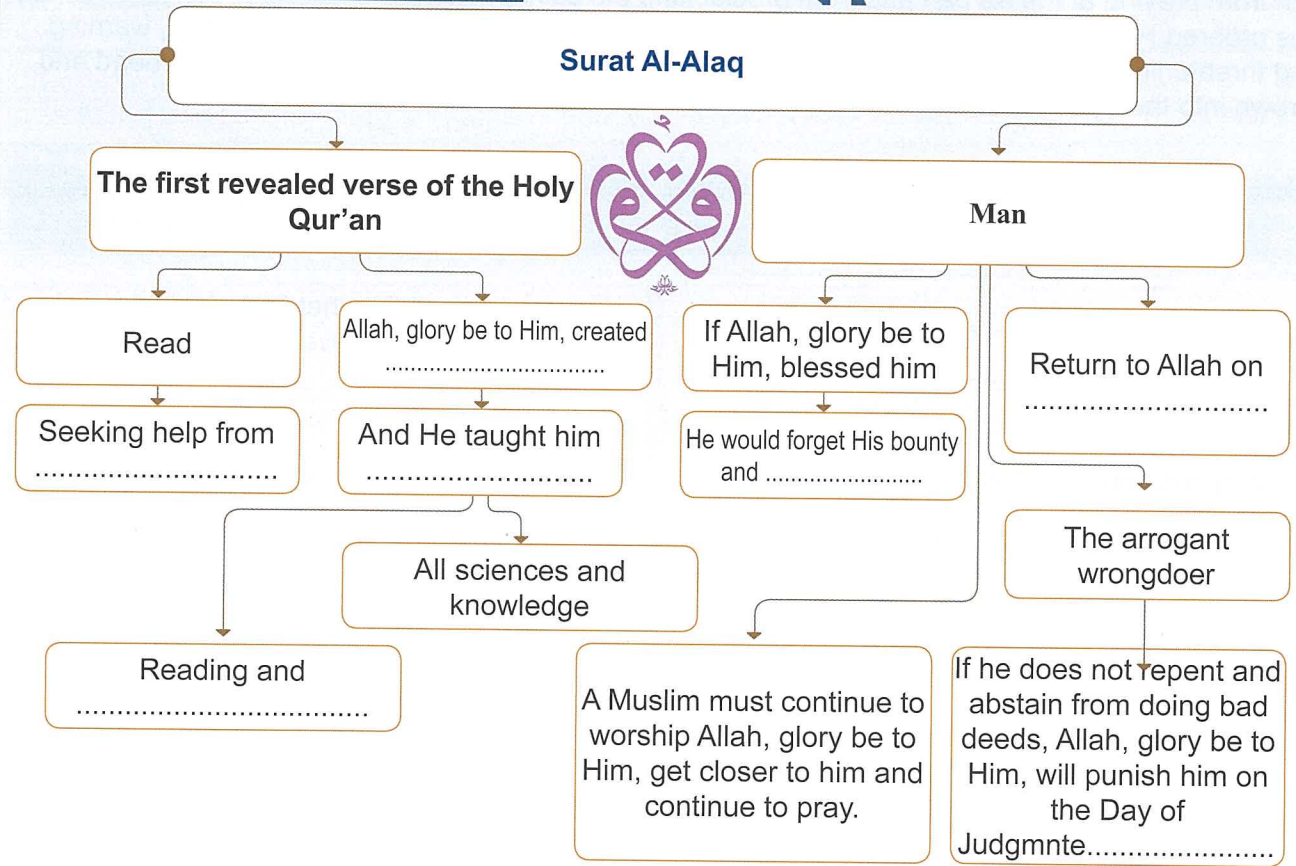 Surat Al-Alaq
The first revealed verse of the Holy
Qur'an
Man
Read
Allah, glory be to Him, created
..................................
If Allah, glory be to
Him, blessed him
Return to Allah on
..............................
Seeking help from
..............................
And He taught him
............................
He would forget His bounty
and ........................
The arrogant
wrongdoer
All sciences and
knowledge
Reading and
....................................
A Muslim must continue to
worship Allah, glory be to
Him, get closer to him and
continue to pray.
If he does not repent and
abstain from doing bad
deeds, Allah, glory be to
Him, will punish him on
the Day of
Judgmnte.......................